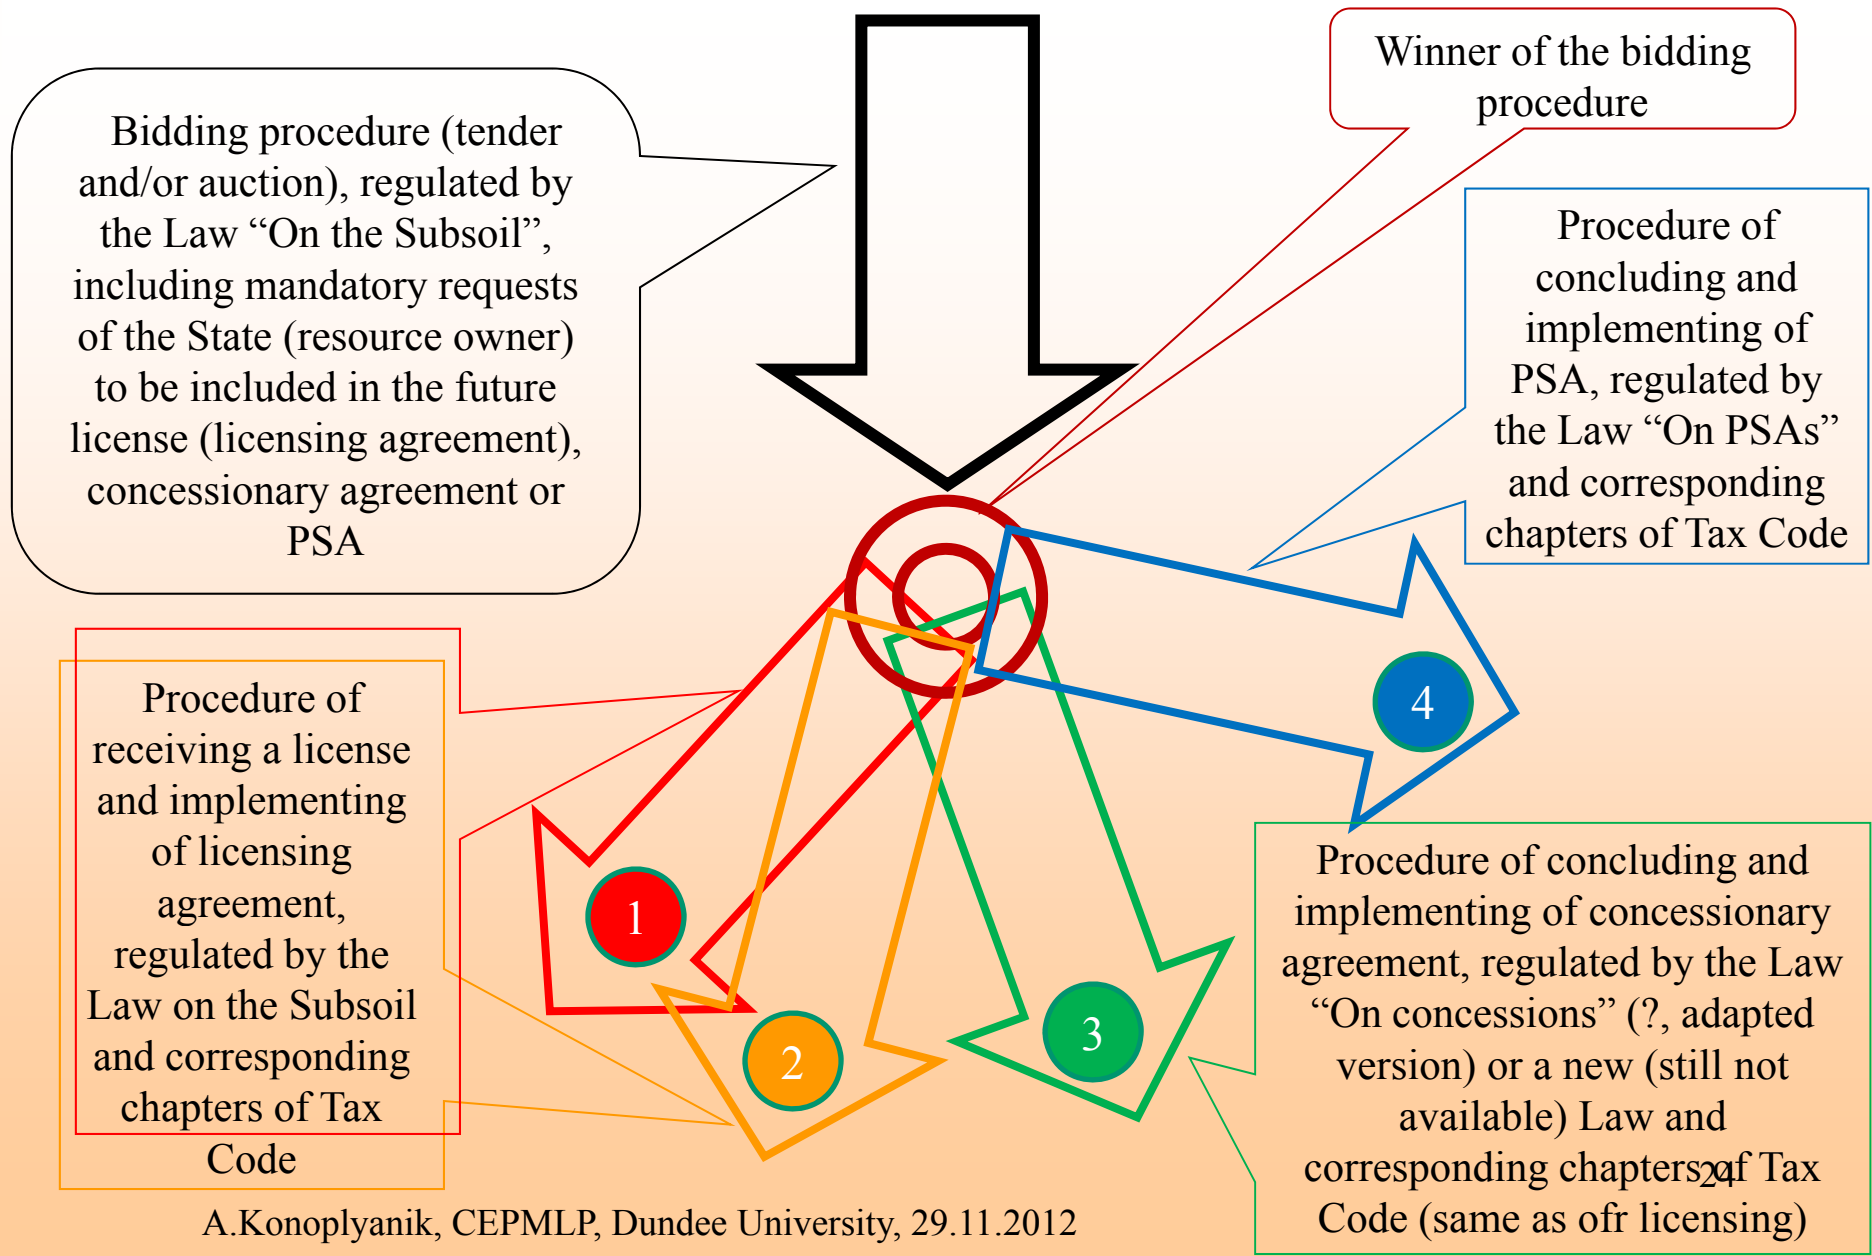 Bidding procedure (tender
and/or auction), regulated by
the Law “On the Subsoil”,
including mandatory requests
of the State (resource owner)
to be included in the future
license (licensing agreement),
concessionary agreement or
PSA
Winner of the bidding
procedure
Procedure of
concluding and
implementing of
PSA, regulated by
the Law “On PSAs”
and corresponding
chapters of Tax Code
Procedure of
receiving a license
and implementing
of licensing
agreement,
regulated by the
Law on the Subsoil
and corresponding
chapters of Tax
Code
1
2
3
4
Procedure of concluding and
implementing of concessionary
agreement, regulated by the Law
“On concessions” (?, adapted
version) or a new (still not
available) Law and
corresponding chapters of Tax
Code (same as ofr licensing)
24
A.Konoplyanik, CEPMLP, Dundee University, 29.11.2012